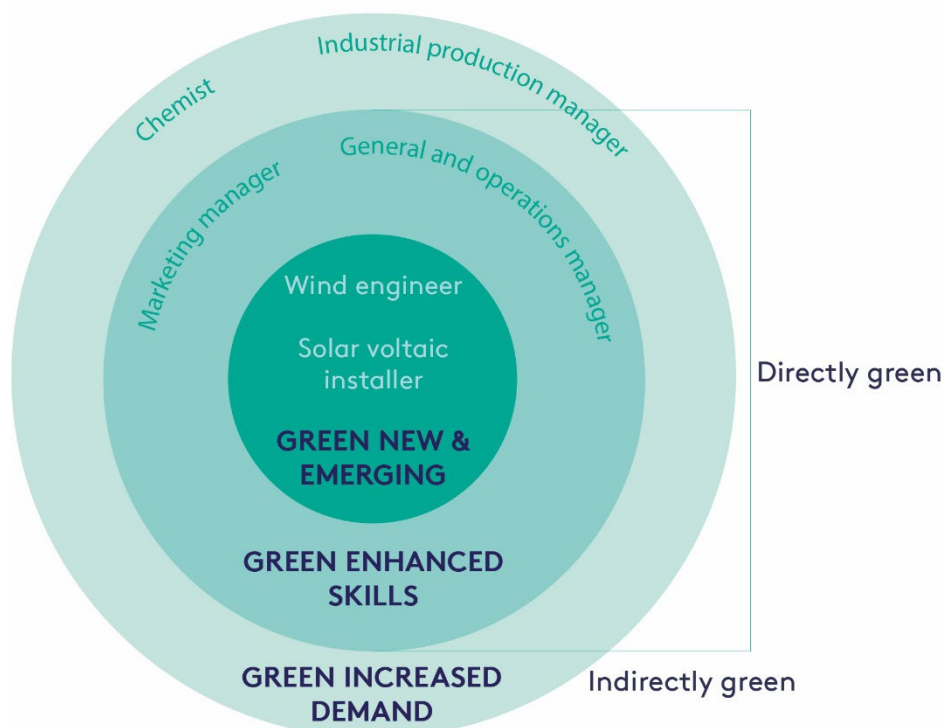 Industrial production manager
Chemist
General and operations manager
Marketing manager
Wind engineer
Solar voltaic
installer
GREEN NEW &
EMERGING
Directly green
GREEN ENHANCED
SKILLS
GREEN INCREASED
DEMAND
Indirectly green